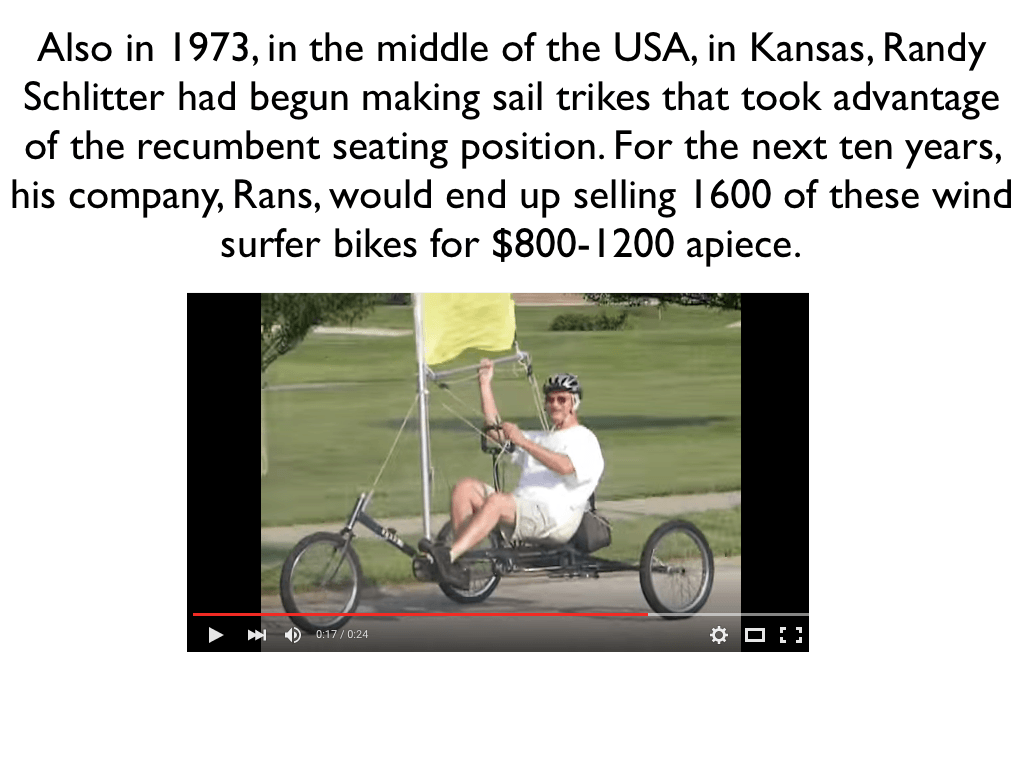 Also in 1973, in the middle of the USA, in Kansas, Randy
Schlitter had begun making sail trikes that took advantage
of the recumbent seating position. For the next ten years,
his company, Rans, would end up selling 1600 of these wind
surfer bikes for $800-1200 apiece.
0:17 / 0:24